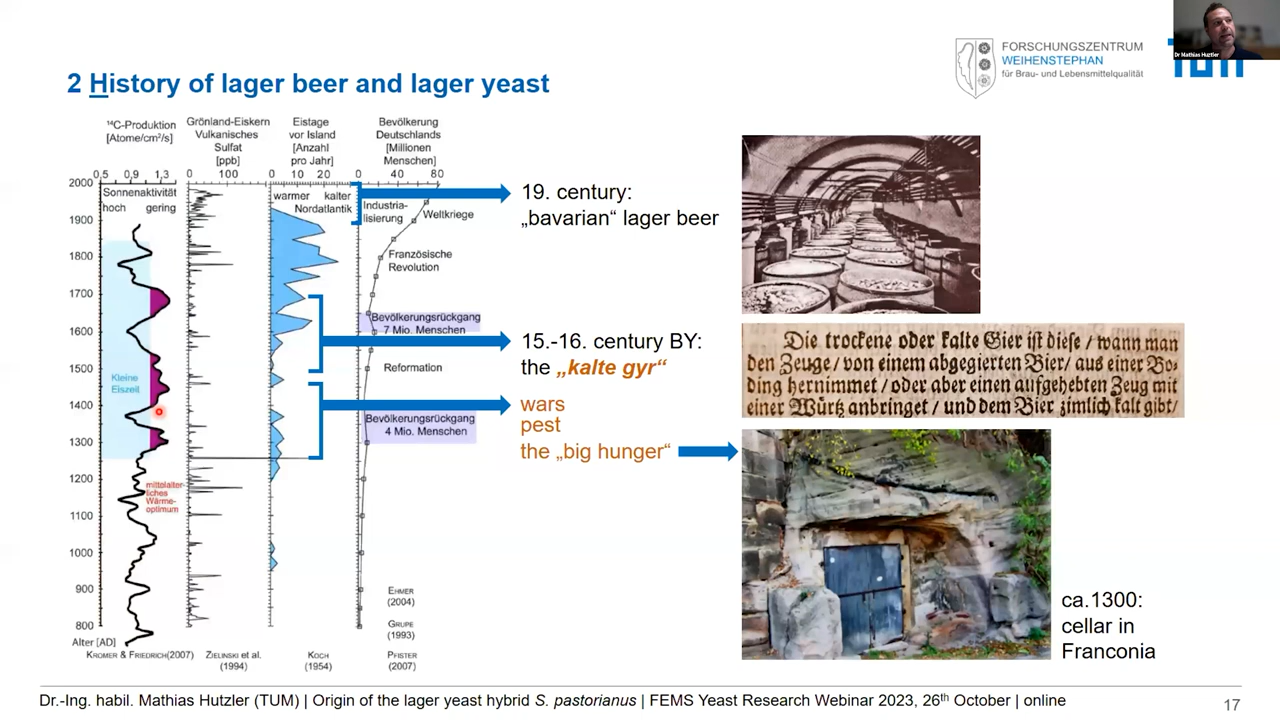 Dr Mathias Hutzler
FORSCHUNGSZENTRUM
WEIHENSTEPHAN
für Brau- und Lebensmittelqualität
TUM
2 History of lager beer and lager yeast
¹⁴C-Produktion
[Atome/cm²/s]
Grönland-Eiskern
Vulkanisches
Sulfat
[ppb]
Eistage
vor Island
[Anzahl
pro Jahr]
Bevölkerung
Deutschlands
[Millionen
Menschen]
0.5 0.9 1.3 0 100 0 10 20 0 40 80
2000
1900
1800
1700
1600
1500
1400
1300
1200
1100
1000
900
800
Alter [AD]
Sonnenaktivität
hoch gering
Kleine
Eiszeit
mittelalter-
liches
Wärme-
optimum
warmer kalter
Nordatlantik
Industria-
lisierung
Weltkriege
Französische
Revolution
Bevölkerungsrückgang
7 Mio. Menschen
Reformation
Bevölkerungsrückgang
4 Mio. Menschen
EHMER
(2004)
GRUPE
(1993)
KROMER & FRIEDRICH(2007)
ZIELINSKI et al.
(1994)
KOCH
(1954)
PFISTER
(2007)
19. century:
„bavarian“ lager beer
15.-16. century BY:
the „kalte gyr“
wars
pest
the „big hunger“
Die trockene oder kalte Gier ist diese / wann man
den Zeuge / von einem abgegierten Bier / aus einer Bo-
ding hernimmet / oder aber einen aufgehebten Zeug mit
einer Würtz anbringet / und dem Bier zimlich kalt gibt /
ca.1300:
cellar in
Franconia
Dr.-Ing. habil. Mathias Hutzler (TUM) | Origin of the lager yeast hybrid S. pastorianus | FEMS Yeast Research Webinar 2023, 26th October | online
17